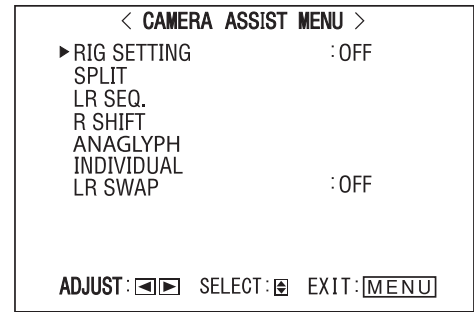 < CAMERA ASSIST MENU >
▶RIG SETTING :OFF
SPLIT
LR SEQ.
R SHIFT
ANAGLYPH
INDIVIDUAL
LR SWAP :OFF
ADJUST:◀▶ SELECT:⬍ EXIT:MENU